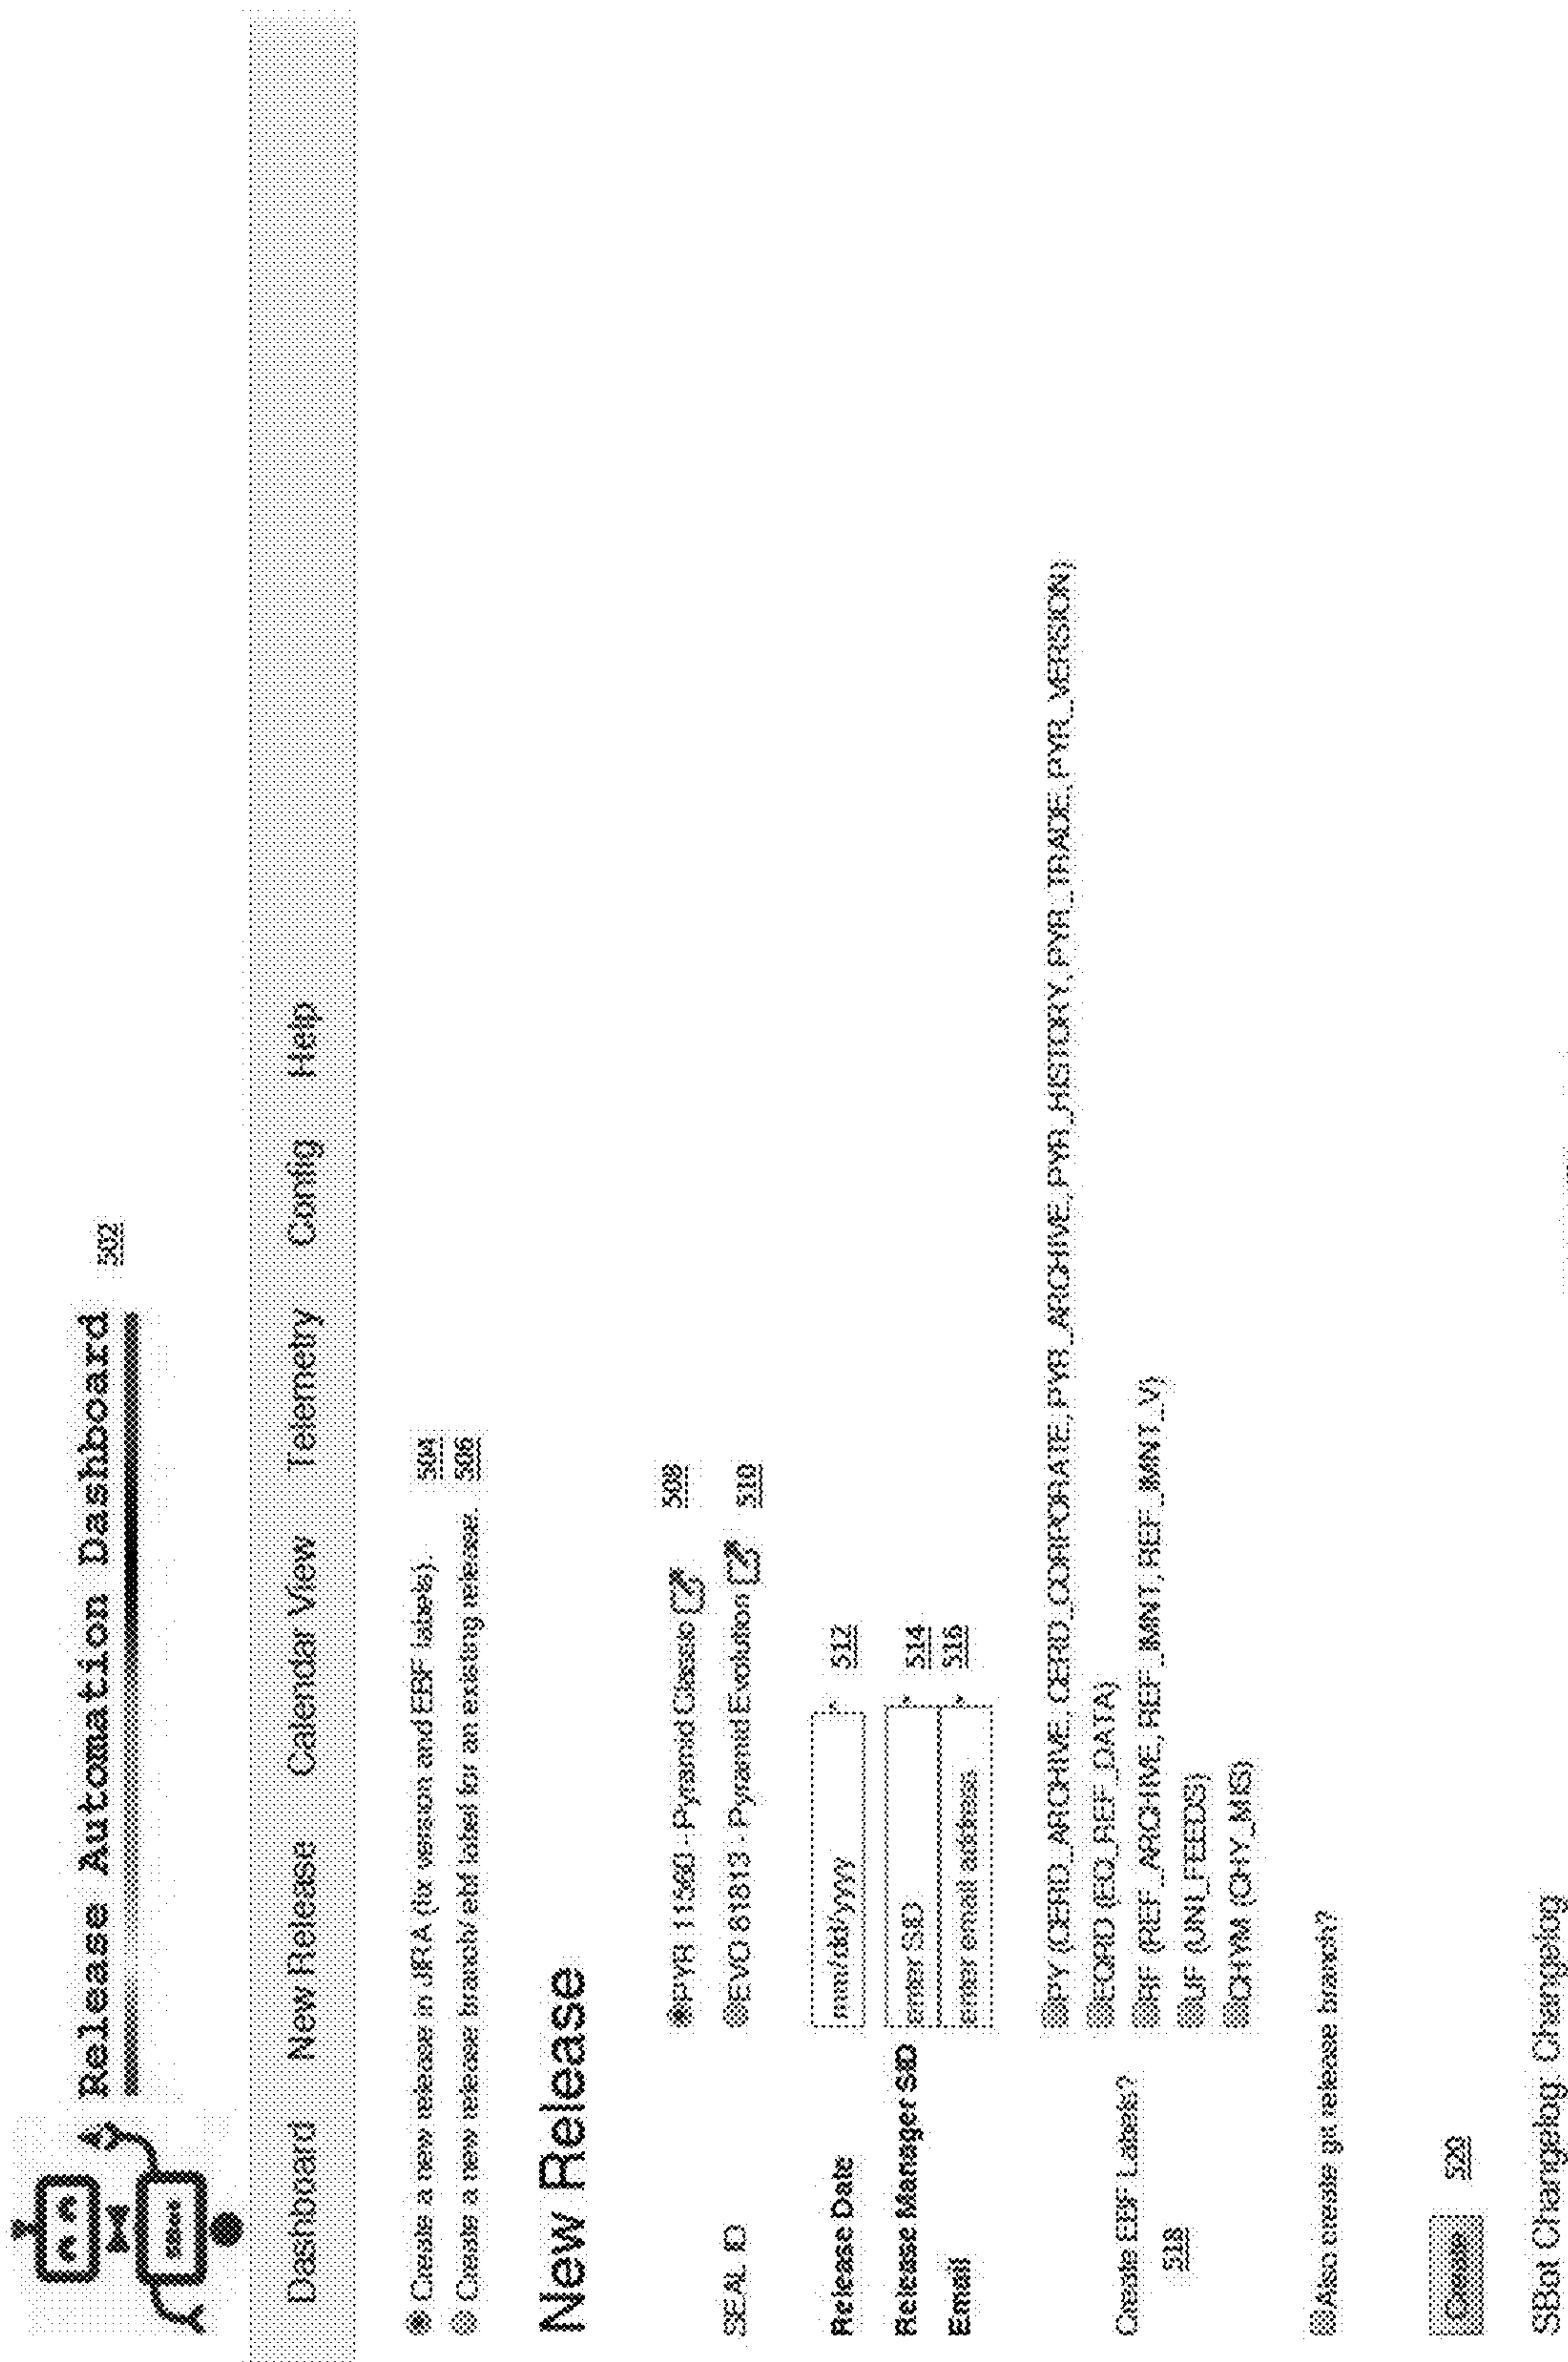 Release Automation Dashboard 502
Dashboard New Release Calendar View Telemetry Config Help
Create a new release in JIRA (fix version and EBF labels). 504
Create a new release branch/ ebf label for an existing release. 506
New Release
SEAL ID
PYR 11560 - Pyramid Classic 508
EVO 81813 - Pyramid Evolution 510
Release Date mm/dd/yyyy 512
Release Manager SID enter SID 514
Email enter email address 516
Create EBF Labels? 518
PY (CERD_ARCHIVE, CERD_CORPORATE, PYR_ARCHIVE, PYR_HISTORY, PYR_TRADE, PYR_VERSION)
EORD (EQ_REF_DATA)
RF (REF_ARCHIVE, REF_IMNT, REF_IMNT_V)
UF (UNI_FEEDS)
CHYM (CHY_MIS)
Also create git release branch?
Create 520
SBot Changelog: Changelog